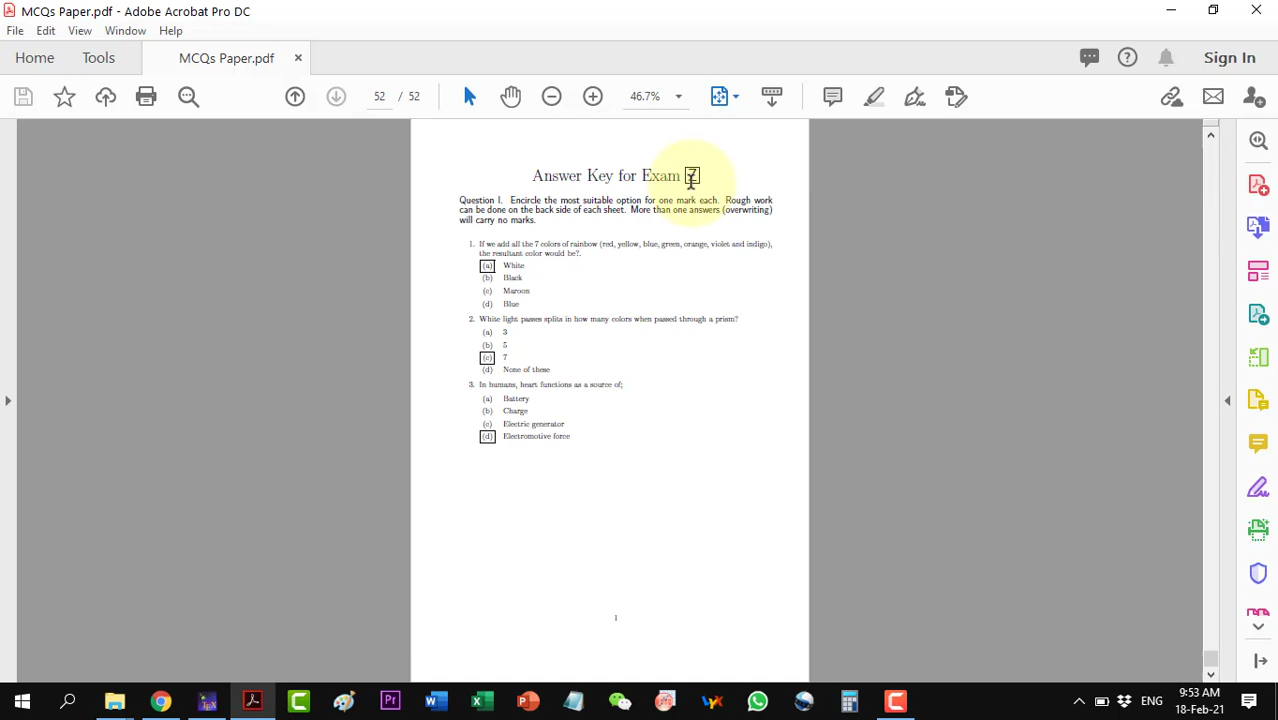 MCQs Paper.pdf - Adobe Acrobat Pro DC
File Edit View Window Help
Home Tools MCQs Paper.pdf × Sign In
52 / 52 46.7%
Answer Key for Exam 7
Question I. Encircle the most suitable option for one mark each. Rough work
can be done on the back side of each sheet. More than one answers (overwriting)
will carry no marks.
1. If we add all the 7 colors of rainbow (red, yellow, blue, green, orange, violet and indigo),
the resultant color would be?.
(a) White
(b) Black
(c) Maroon
(d) Blue
2. White light passes splits in how many colors when passed through a prism?
(a) 3
(b) 5
(c) 7
(d) None of these
3. In humans, heart functions as a source of;
(a) Battery
(b) Charge
(c) Electric generator
(d) Electromotive force
1
ENG
9:53 AM
18-Feb-21